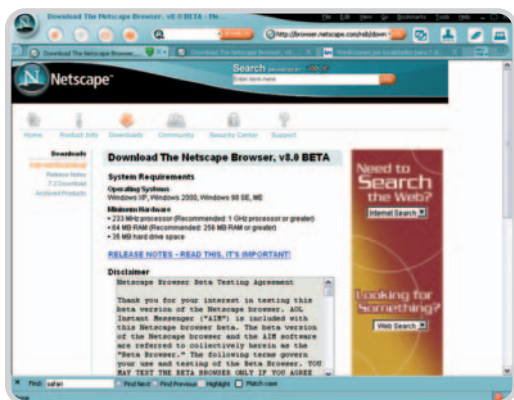 Download The Netscape Browser, v8.0 BETA - Ne...
File Edit View Go Bookmarks Tools Help
http://browser.netscape.com/nsb/down
Download The Netscape Browser, ...
Download The Netscape Browser, v8...
N Netscape
Search
Enter term here
Home Product Info Downloads Community Security Center Support
Downloads
Release Notes
7.2 Download
Archived Products
Download The Netscape Browser, v8.0 BETA
System Requirements
Operating Systems
Windows XP, Windows 2000, Windows 98 SE, ME
Minimum Hardware
• 233 MHz processor (Recommended: 1 GHz processor or greater)
• 64 MB RAM (Recommended: 256 MB RAM or greater)
• 35 MB hard drive space
RELEASE NOTES - READ THIS, IT'S IMPORTANT!
Disclaimer
Netscape Browser Beta Testing Agreement
Thank you for your interest in testing this
beta version of the Netscape browser. AOL
Instant Messenger ("AIM") is included with
this Netscape browser beta. The beta version
of the Netscape browser and the AIM software
are referred to collectively herein as the
"Beta Browser." The following terms govern
your use and testing of the Beta Browser. YOU
MAY TEST THE BETA BROWSER ONLY IF YOU AGREE
Need to
Search
the Web?
Internet Search
Looking for
Something?
Web Search
Find: safari Find Next Find Previous Highlight Match case